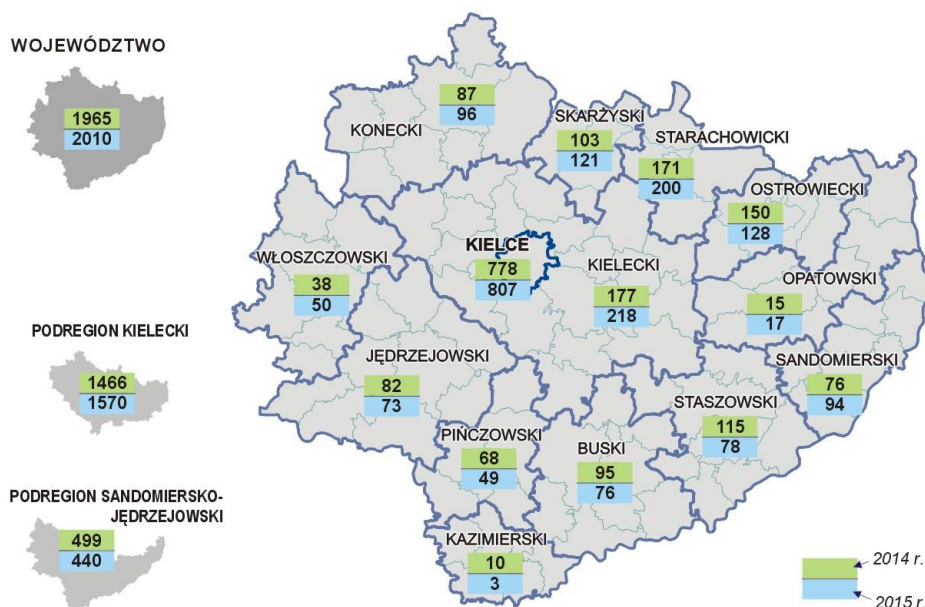 WOJEWÓDZTWO
1965
2010
PODREGION KIELECKI
1466
1570
PODREGION SANDOMIERSKO-
JĘDRZEJOWSKI
499
440
KONECKI
87
96
SKARŻYSKI
103
121
STARACHOWICKI
171
200
OSTROWIECKI
150
128
WŁOSZCZOWSKI
38
50
KIELCE
778
807
KIELECKI
177
218
OPATOWSKI
15
17
JĘDRZEJOWSKI
82
73
SANDOMIERSKI
76
94
STASZOWSKI
115
78
PIŃCZOWSKI
68
49
BUSKI
95
76
KAZIMIERSKI
10
3
2014 r.
2015 r.